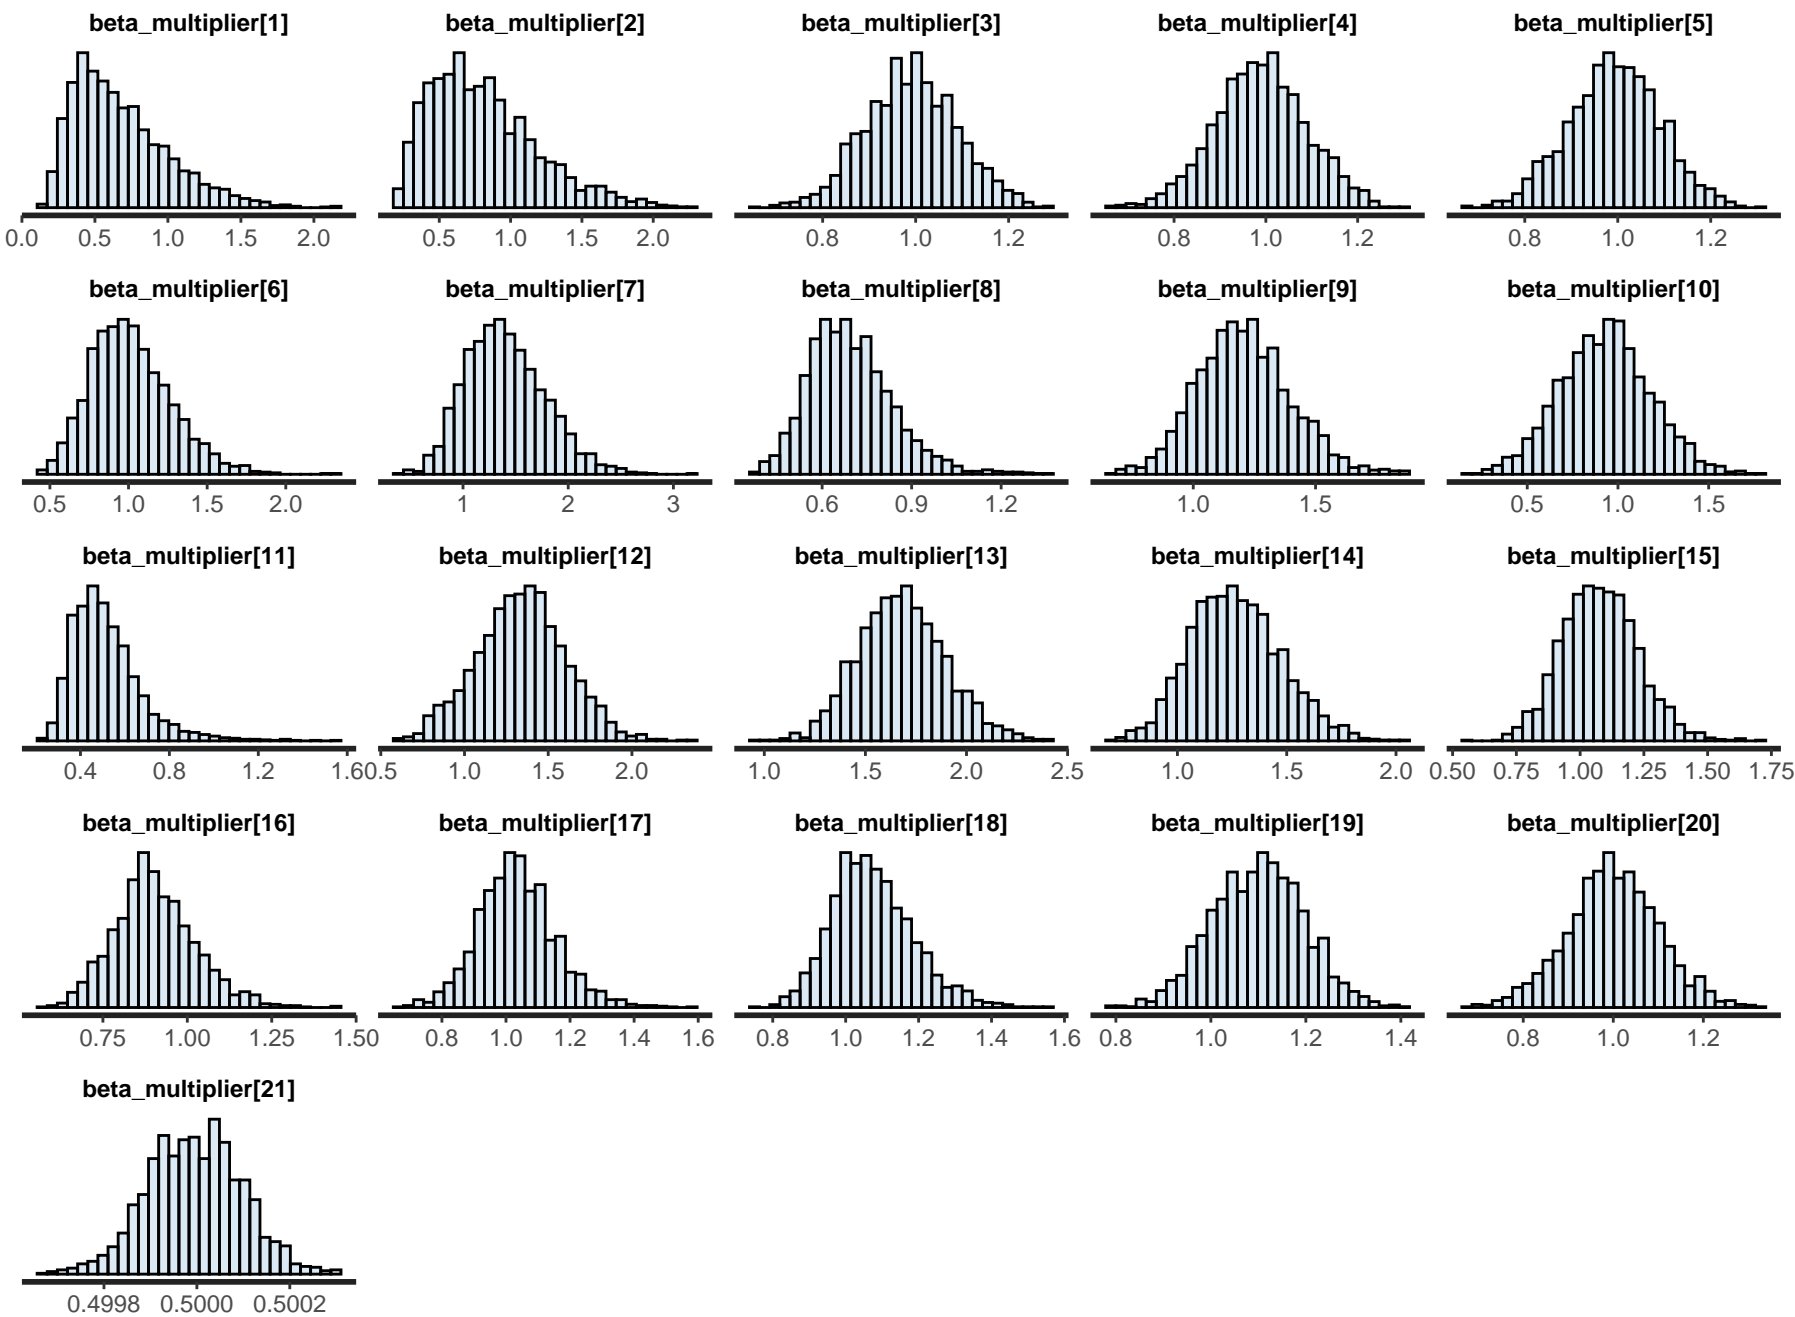 beta_multiplier[1] beta_multiplier[2] beta_multiplier[3] beta_multiplier[4] beta_multiplier[5]
0.0 0.5 1.0 1.5 2.0 0.5 1.0 1.5 2.0 0.8 1.0 1.2 0.8 1.0 1.2 0.8 1.0 1.2
beta_multiplier[6] beta_multiplier[7] beta_multiplier[8] beta_multiplier[9] beta_multiplier[10]
0.5 1.0 1.5 2.0 1 2 3 0.6 0.9 1.2 1.0 1.5 0.5 1.0 1.5
beta_multiplier[11] beta_multiplier[12] beta_multiplier[13] beta_multiplier[14] beta_multiplier[15]
0.4 0.8 1.2 1.6 0.5 1.0 1.5 2.0 1.0 1.5 2.0 2.5 1.0 1.5 2.0 0.50 0.75 1.00 1.25 1.50 1.75
beta_multiplier[16] beta_multiplier[17] beta_multiplier[18] beta_multiplier[19] beta_multiplier[20]
0.75 1.00 1.25 1.50 0.8 1.0 1.2 1.4 1.6 0.8 1.0 1.2 1.4 1.6 0.8 1.0 1.2 1.4 0.8 1.0 1.2
beta_multiplier[21]
0.4998 0.5000 0.5002